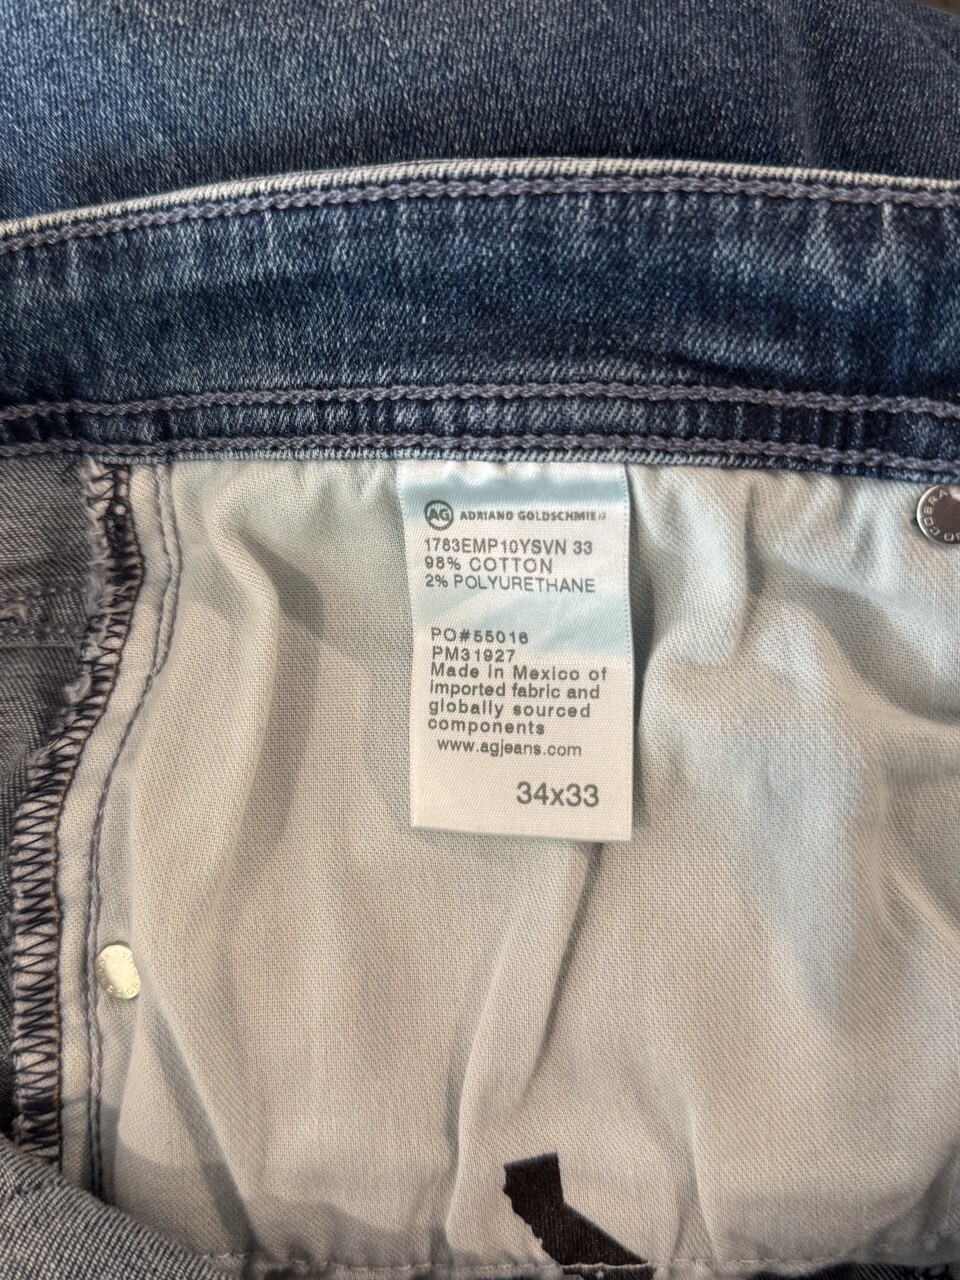 AG ADRIANO GOLDSCHMIED
1783EMP10YSVN 33
98% COTTON
2% POLYURETHANE
PO#55016
PM31927
Made in Mexico of
imported fabric and
globally sourced
components
www.agjeans.com
34x33